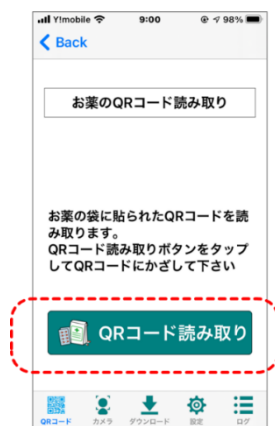 Y!mobile 9:00 98%
Back
お薬のQRコード読み取り
お薬の袋に貼られたQRコードを読
み取ります。
QRコード読み取りボタンをタップ
してQRコードにかざして下さい
QRコード読み取り
QRコード カメラ ダウンロード 設定 ログ